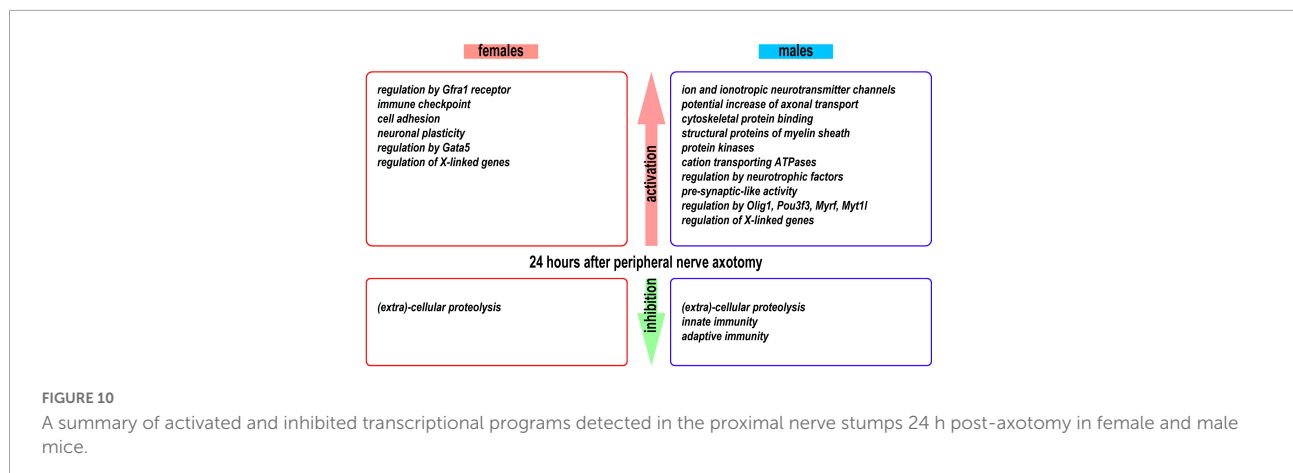 females
males
regulation by Gfra1 receptor
immune checkpoint
cell adhesion
neuronal plasticity
regulation by Gata5
regulation of X-linked genes
activation
ion and ionotropic neurotransmitter channels
potential increase of axonal transport
cytoskeletal protein binding
structural proteins of myelin sheath
protein kinases
cation transporting ATPases
regulation by neurotrophic factors
pre-synaptic-like activity
regulation by Olig1, Pou3f3, Myrf, Myt1l
regulation of X-linked genes
24 hours after peripheral nerve axotomy
(extra)-cellular proteolysis
inhibition
(extra)-cellular proteolysis
innate immunity
adaptive immunity
FIGURE 10
A summary of activated and inhibited transcriptional programs detected in the proximal nerve stumps 24 h post-axotomy in female and male
mice.